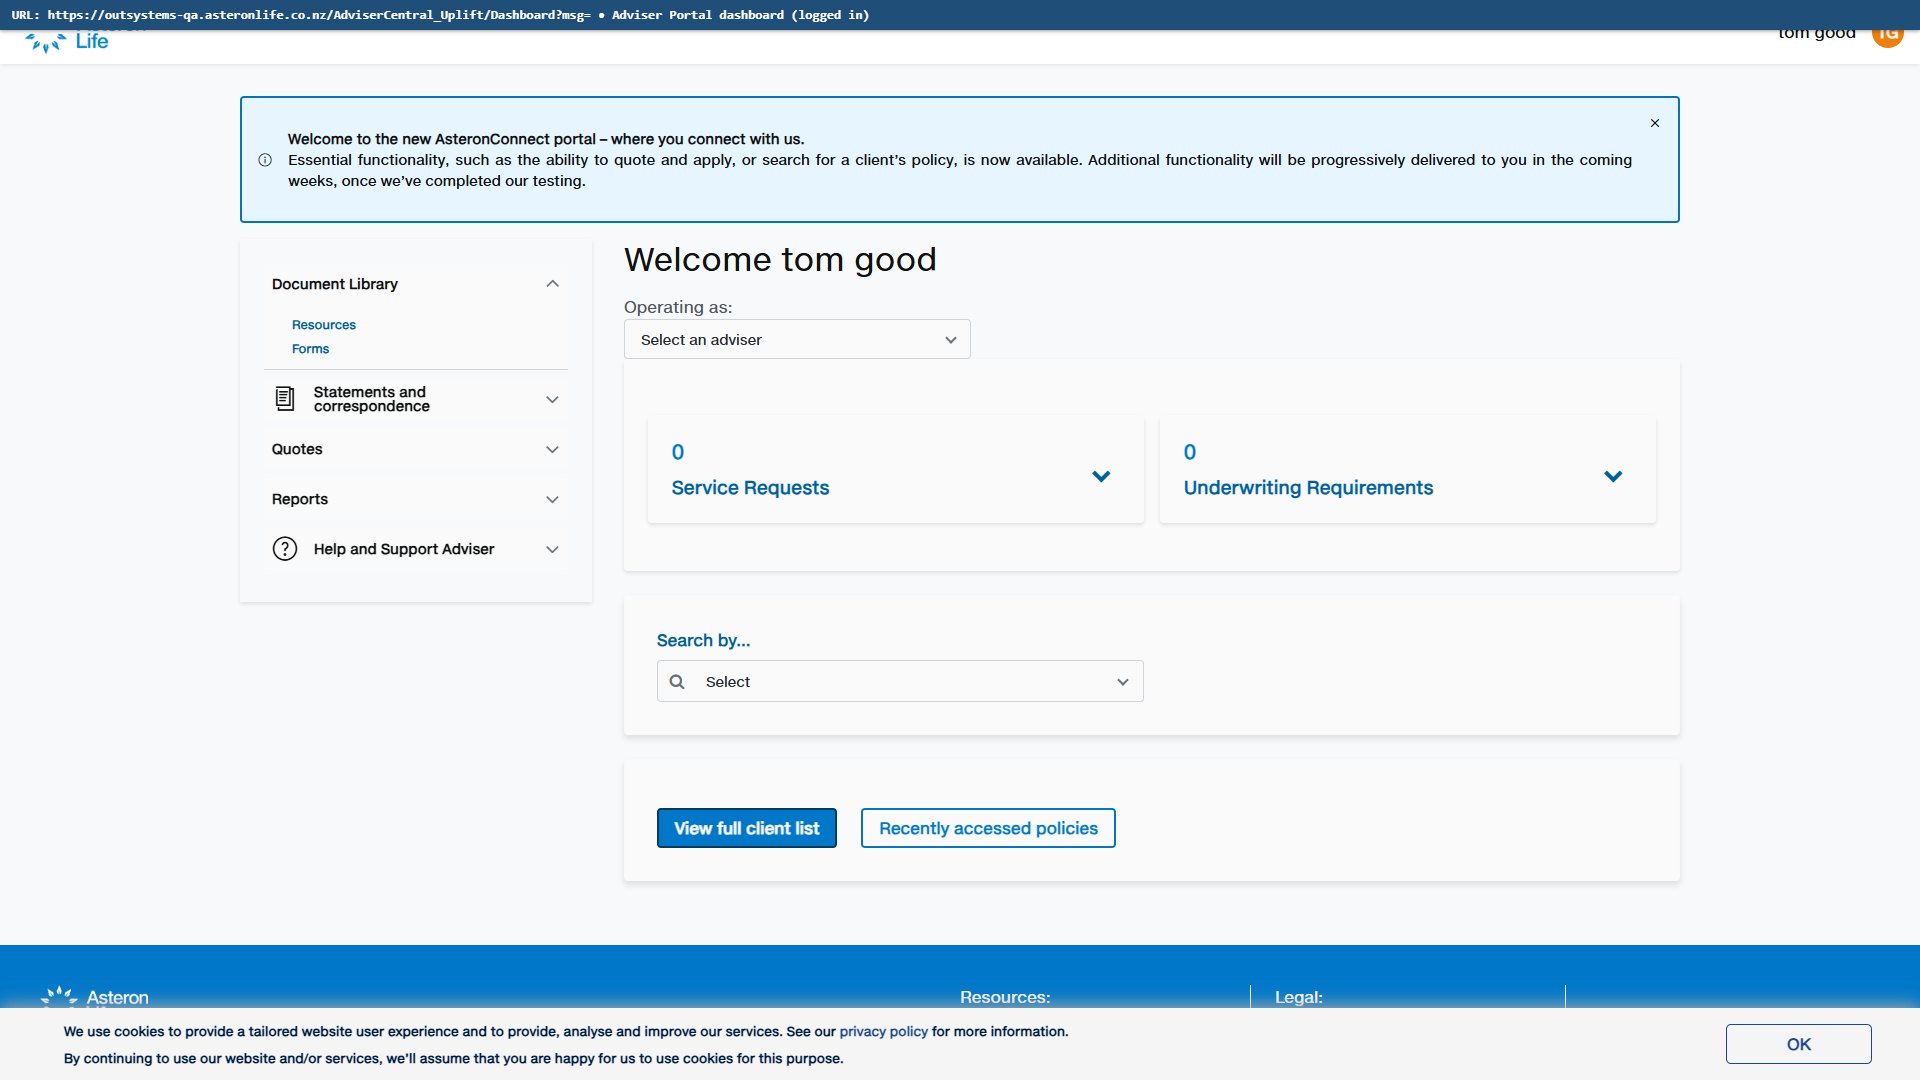 URL: https://outsystems-qa.asteronlife.co.nz/AdviserCentral_Uplift/Dashboard?msg= • Adviser Portal dashboard (logged in)
Life
tom good
TG
Welcome to the new AsteronConnect portal – where you connect with us.
Essential functionality, such as the ability to quote and apply, or search for a client’s policy, is now available. Additional functionality will be progressively delivered to you in the coming
weeks, once we’ve completed our testing.
Document Library
Resources
Forms
Statements and
correspondence
Quotes
Reports
Help and Support Adviser
Welcome tom good
Operating as:
Select an adviser
0
Service Requests
0
Underwriting Requirements
Search by...
Select
View full client list
Recently accessed policies
Asteron
Resources:
Legal:
We use cookies to provide a tailored website user experience and to provide, analyse and improve our services. See our privacy policy for more information.
By continuing to use our website and/or services, we’ll assume that you are happy for us to use cookies for this purpose.
OK